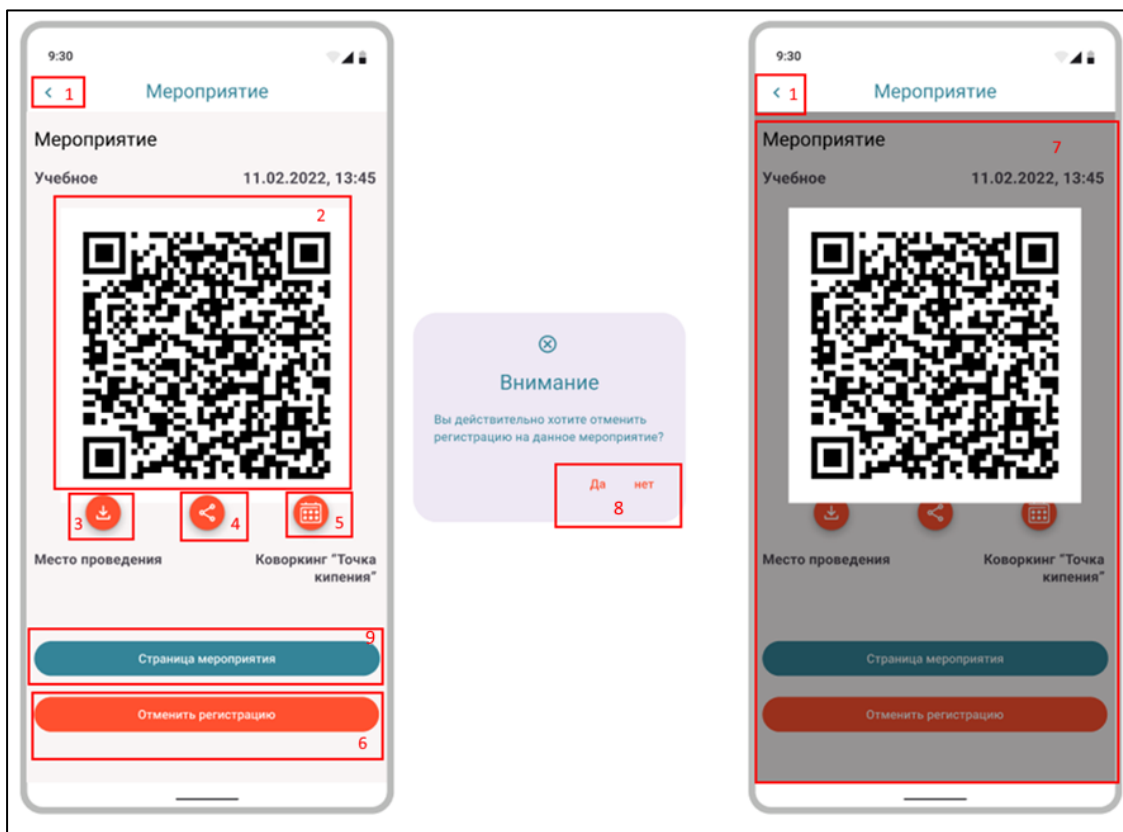 9:30
1
Мероприятие
Мероприятие
Учебное 11.02.2022, 13:45
2
3
4
5
Место проведения Коворкинг "Точка
кипения"
9
Страница мероприятия
Отменить регистрацию
6
Внимание
Вы действительно хотите отменить
регистрацию на данное мероприятие?
Да нет
8
9:30
1
Мероприятие
Мероприятие
7
Учебное 11.02.2022, 13:45
Место проведения Коворкинг "Точка
кипения"
Страница мероприятия
Отменить регистрацию